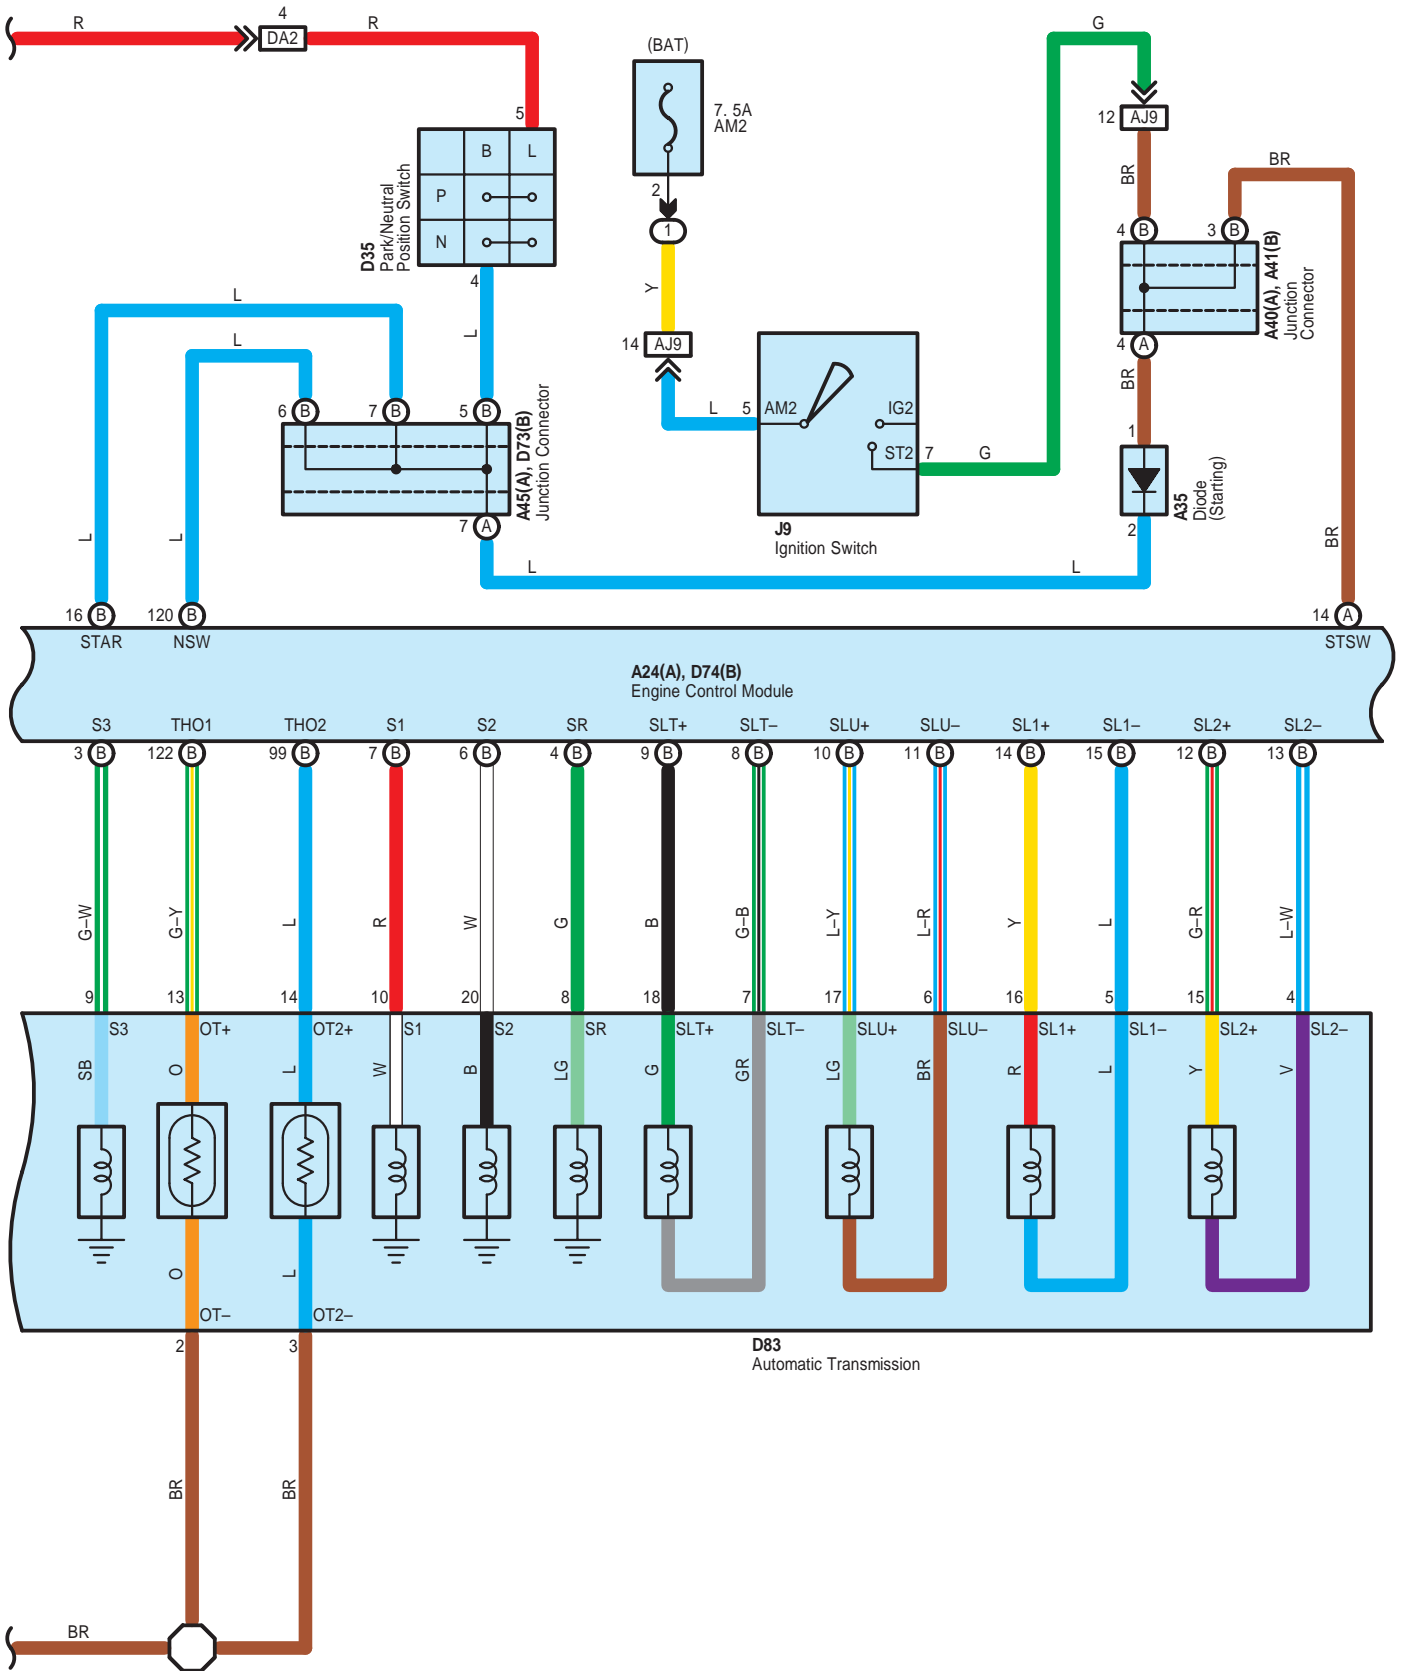 R
4
DA2
R
(BAT)
G
7. 5A
AM2
5
12
AJ9
B
L
P
N
D35
Park/Neutral
Position Switch
2
1
BR
BR
4
B
3
B
A40(A), A41(B)
Junction
Connector
4
L
L
L
Y
14
AJ9
4
A
BR
6
B
7
B
5
B
L
5
AM2
IG2
ST2
7
G
1
A45(A), D73(B)
Junction Connector
7
A
J9
Ignition Switch
A35
Diode
(Starting)
2
L
L
BR
L
L
16
B
120
B
14
A
STAR
NSW
STSW
A24(A), D74(B)
Engine Control Module
S3
THO1
THO2
S1
S2
SR
SLT+
SLT–
SLU+
SLU–
SL1+
SL1–
SL2+
SL2–
3
B
122
B
99
B
7
B
6
B
4
B
9
B
8
B
10
B
11
B
14
B
15
B
12
B
13
B
G–W
G–Y
L
R
W
G
B
G–B
L–Y
L–R
Y
L
G–R
L–W
9
13
14
10
20
8
18
7
17
6
16
5
15
4
S3
OT+
OT2+
S1
S2
SR
SLT+
SLT–
SLU+
SLU–
SL1+
SL1–
SL2+
SL2–
SB
O
L
W
B
LG
G
GR
LG
BR
R
L
Y
V
O
L
OT–
OT2–
2
3
D83
Automatic Transmission
BR
BR
BR